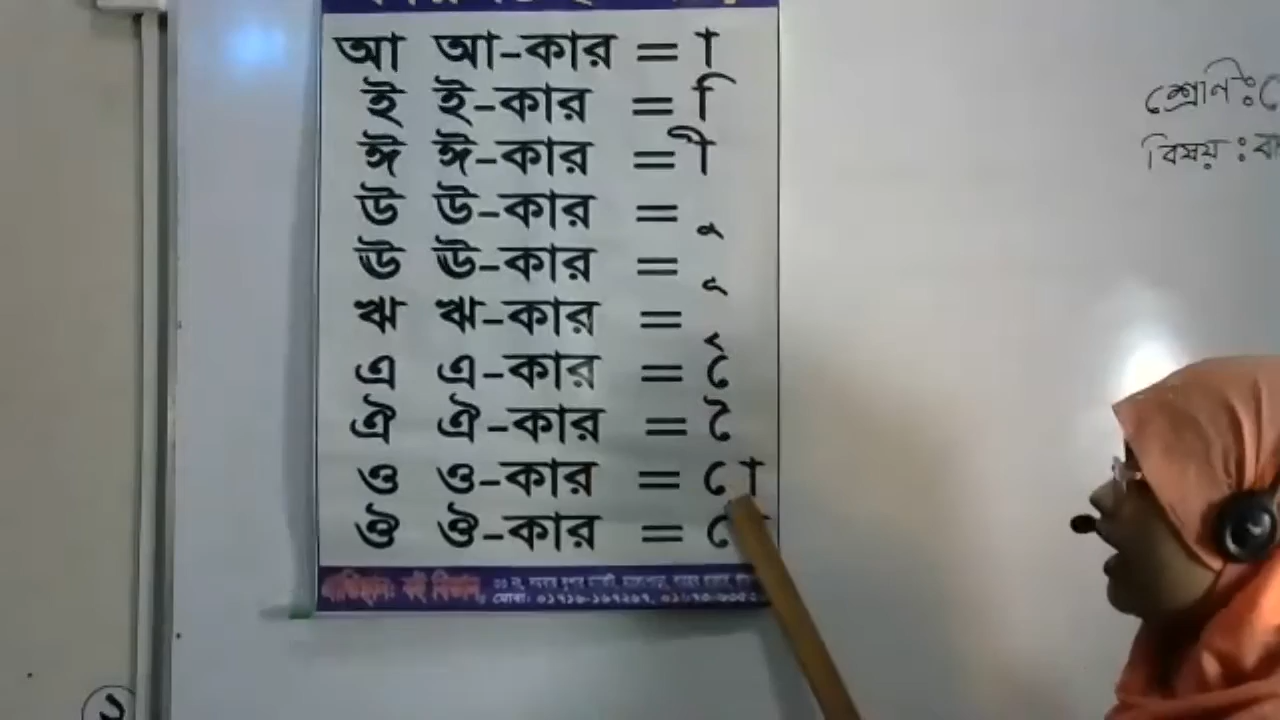 আ আ-কার = া
ই ই-কার = ি
ঈ ঈ-কার = ী
উ উ-কার = ু
ঊ ঊ-কার = ূ
ঋ ঋ-কার = ৃ
এ এ-কার = ে
ঐ ঐ-কার = ৈ
ও ও-কার = ো
ঔ ঔ-কার = ৌ
শ্রেণি:
বিষয় :